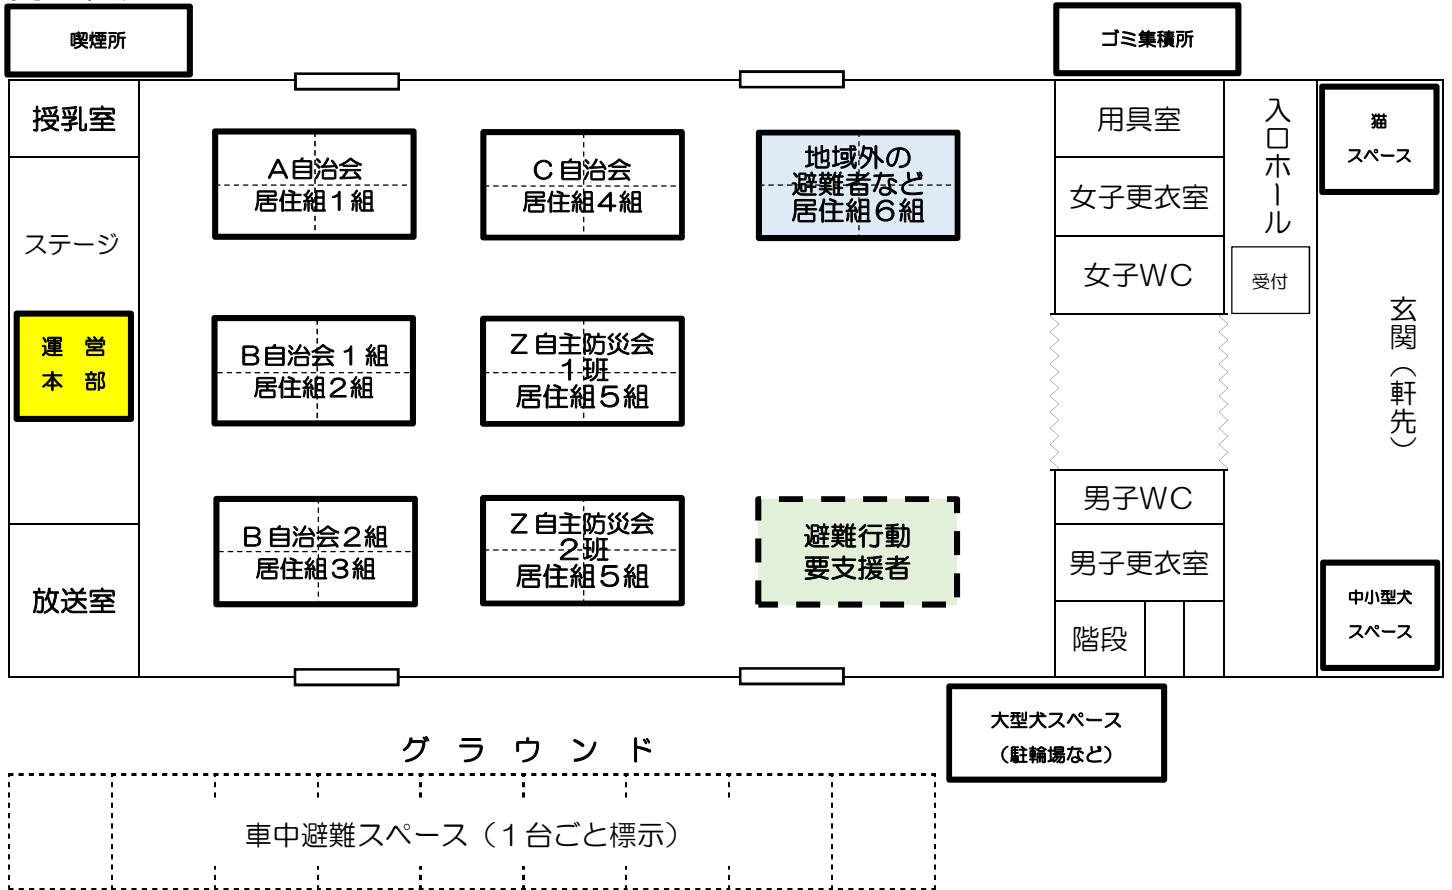 喫煙所
ゴミ集積所
授乳室
ステージ
運 営
本 部
放送室
A自治会
居住組1組
C自治会
居住組4組
地域外の
避難者など
居住組6組
B自治会1組
居住組2組
Z自主防災会
1班
居住組5組
B自治会2組
居住組3組
Z自主防災会
2班
居住組5組
避難行動
要支援者
用具室
女子更衣室
女子WC
男子WC
男子更衣室
階段
入口ホール
受付
猫
スペース
玄関（軒先）
中小型犬
スペース
大型犬スペース
（駐輪場など）
グラウンド
車中避難スペース（1台ごと標示）